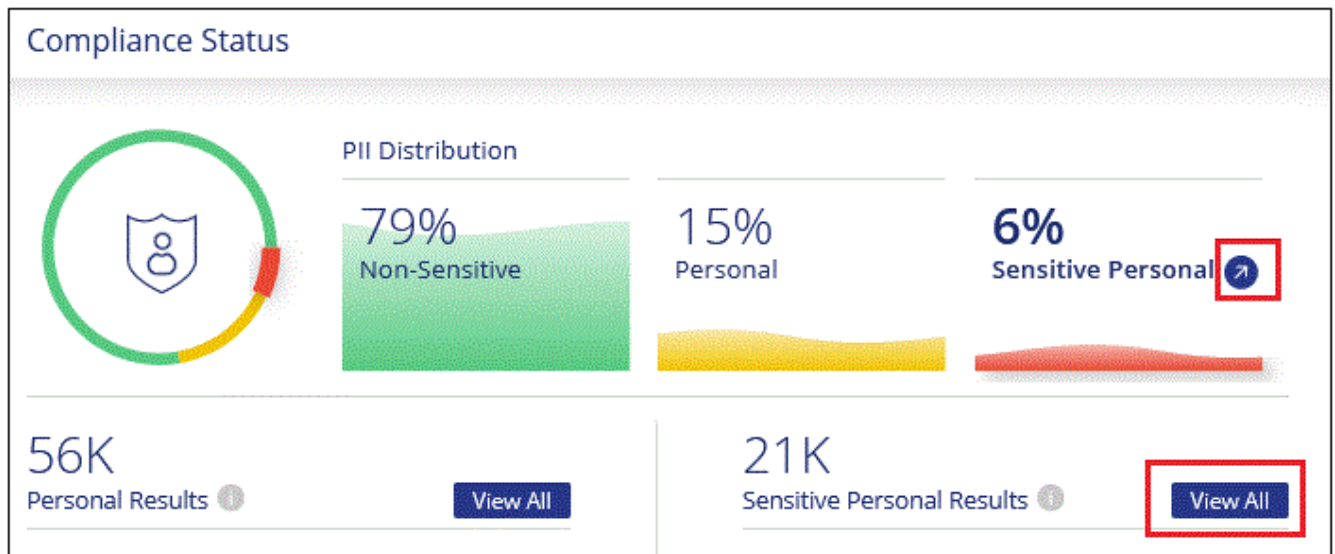 Compliance Status
PII Distribution
79%
Non-Sensitive
15%
Personal
6%
Sensitive Personal
56K
Personal Results
View All
21K
Sensitive Personal Results
View All